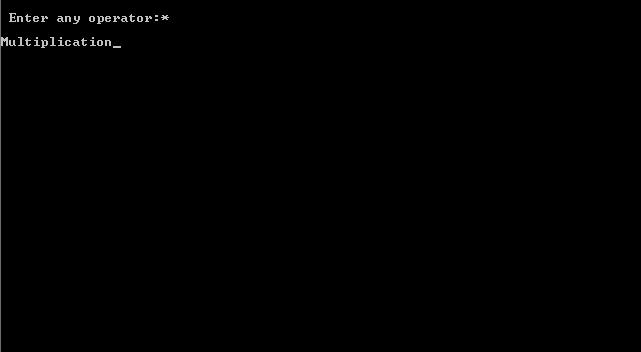 Enter any operator:*
Multiplication_